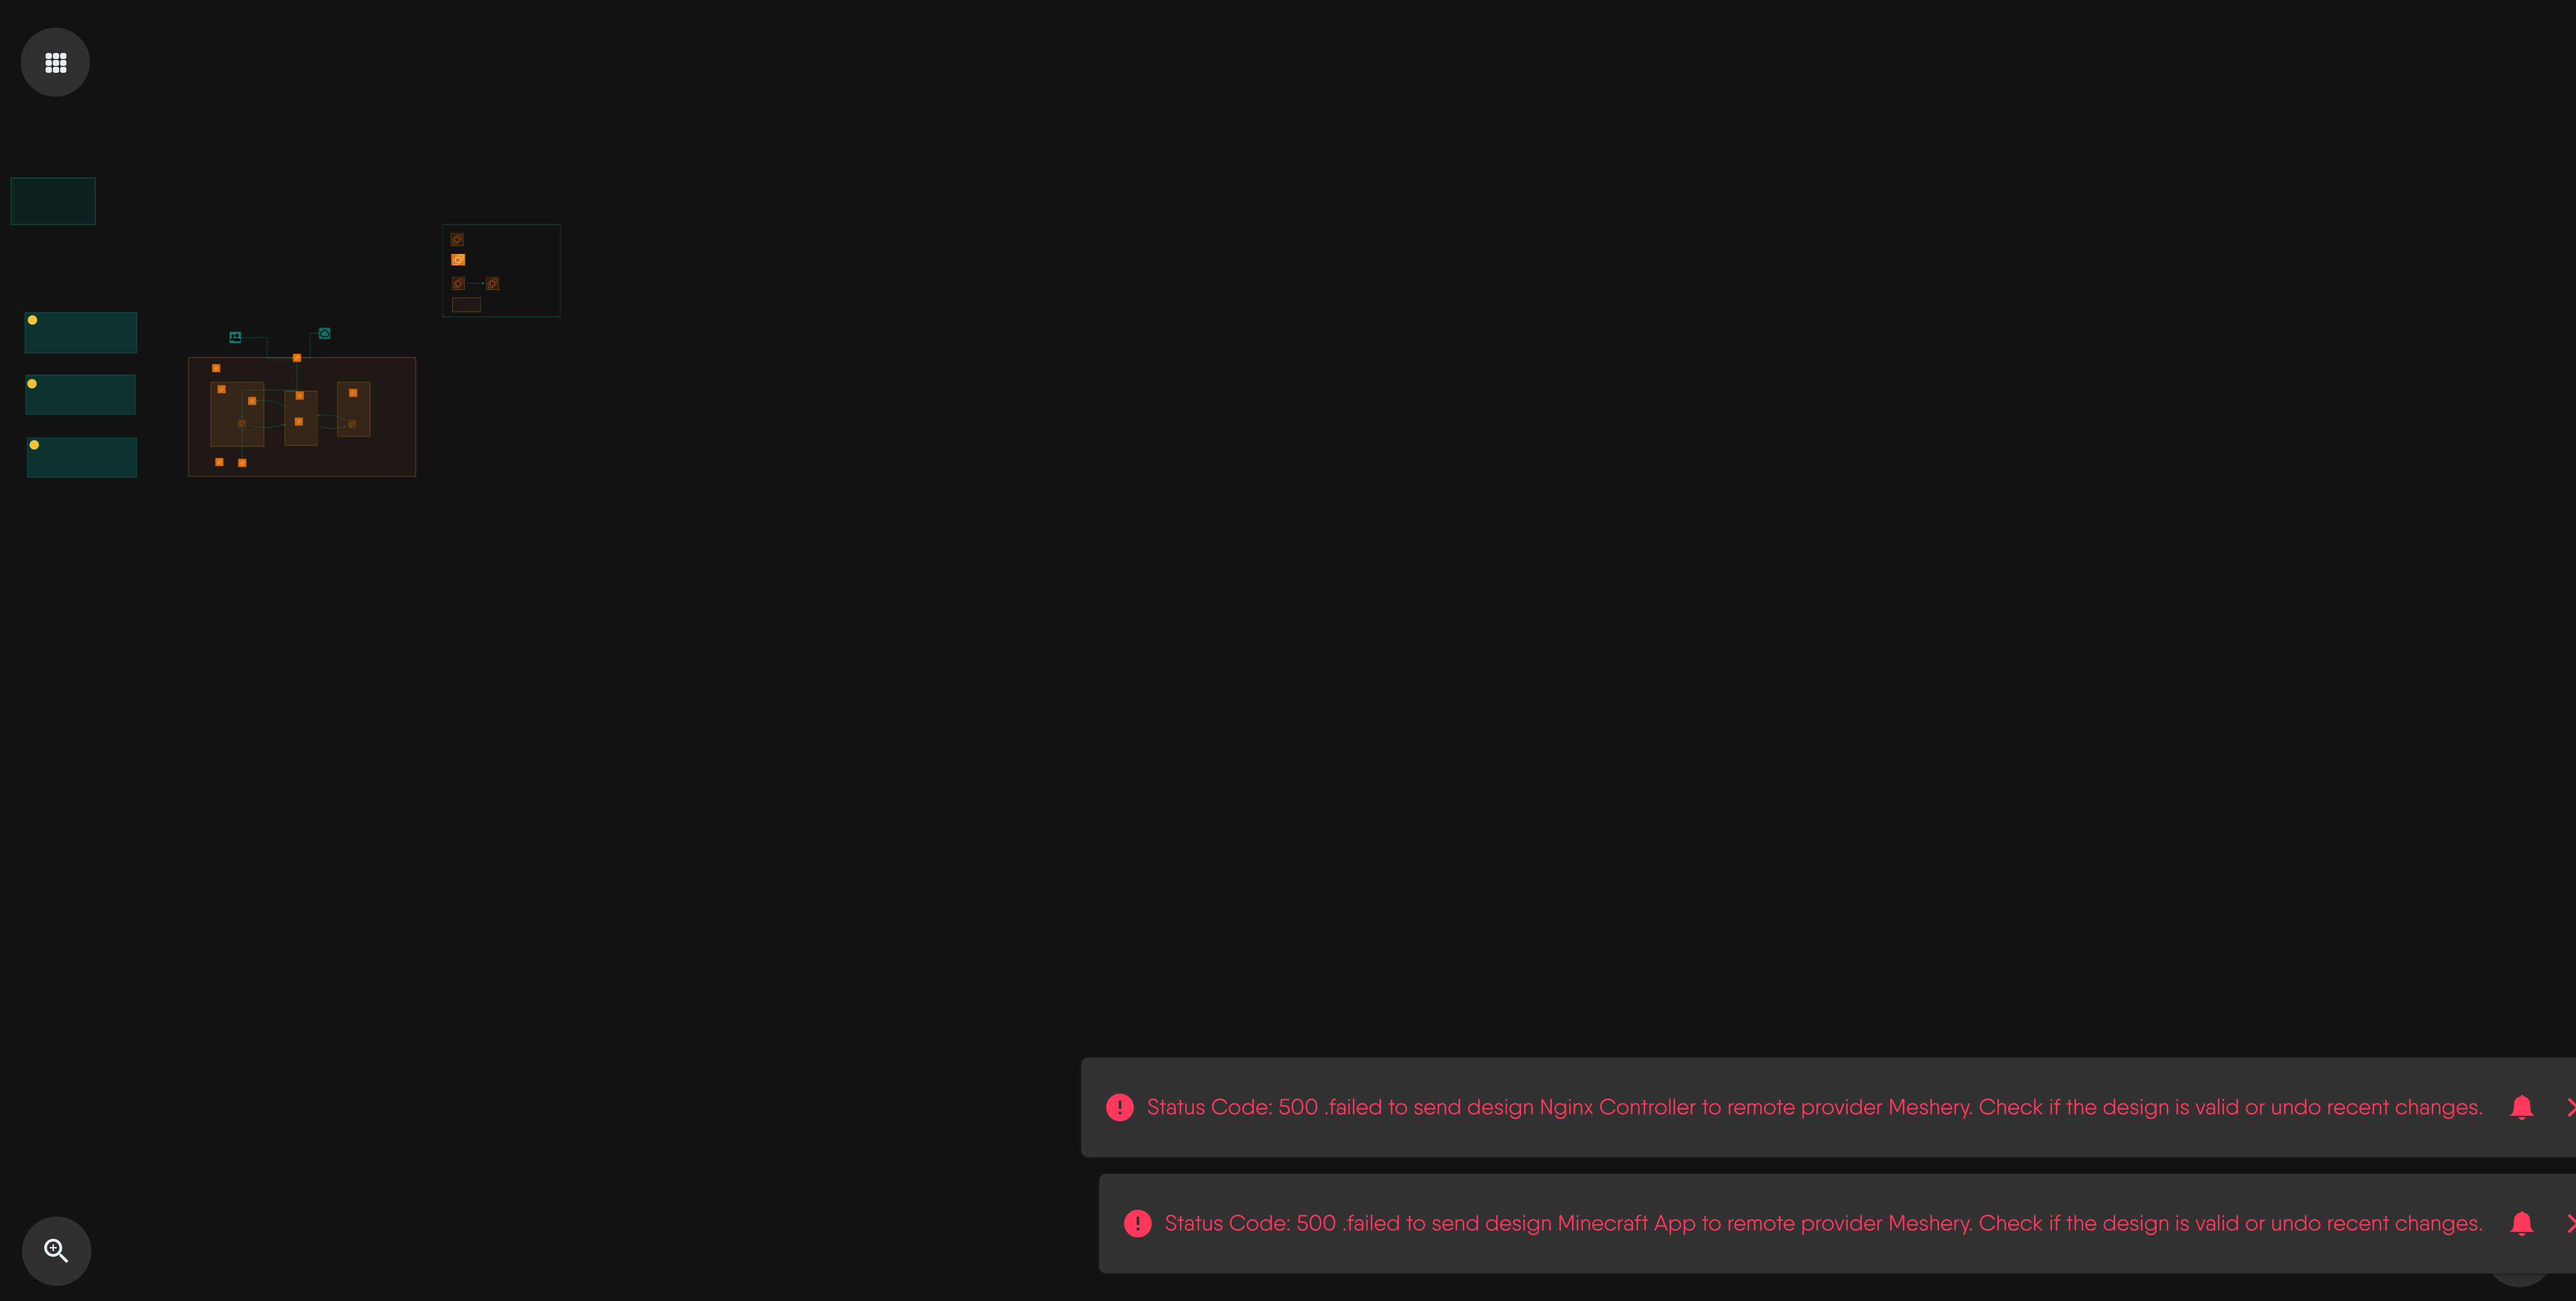 Status Code: 500 .failed to send design Nginx Controller to remote provider Meshery. Check if the design is valid or undo recent changes.
Status Code: 500 .failed to send design Minecraft App to remote provider Meshery. Check if the design is valid or undo recent changes.